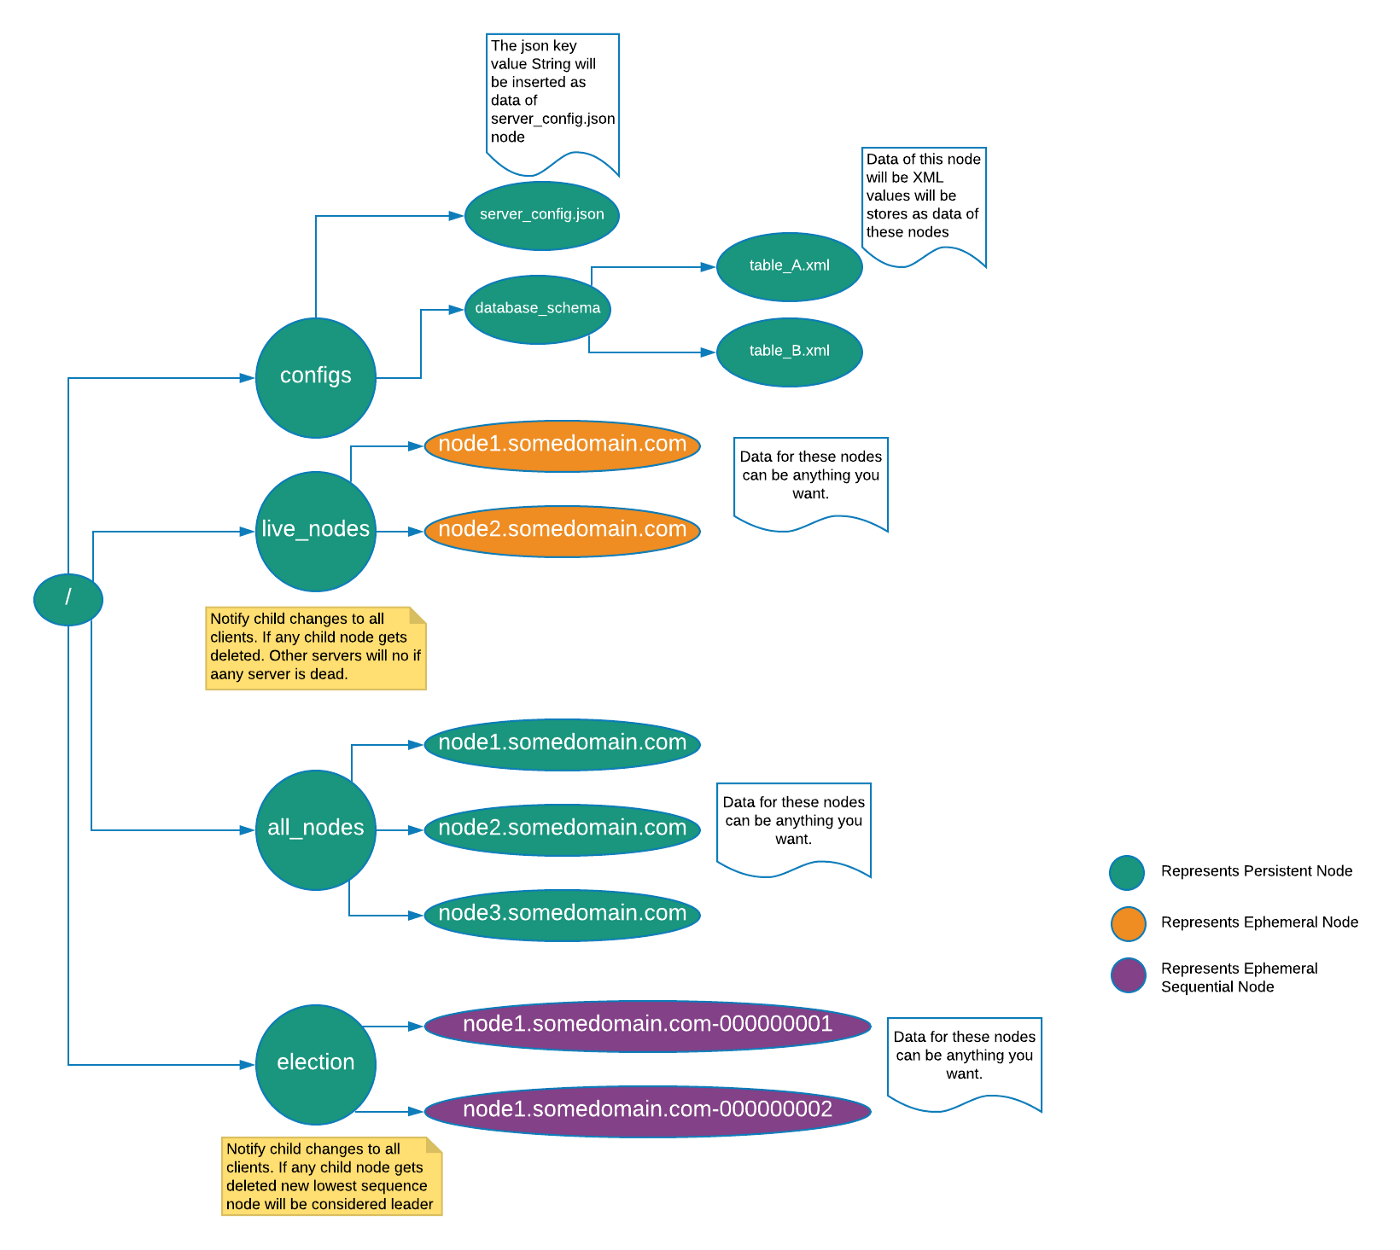 The json key
value String will
be inserted as
data of
server_config.json
node
Data of this node
will be XML
values will be
stores as data of
these nodes
server_config.json
table_A.xml
database_schema
table_B.xml
configs
node1.somedomain.com
Data for these nodes
can be anything you
want.
live_nodes
node2.somedomain.com
/
Notify child changes to all
clients. If any child node gets
deleted. Other servers will no if
aany server is dead.
node1.somedomain.com
all_nodes
node2.somedomain.com
Data for these nodes
can be anything you
want.
node3.somedomain.com
Represents Persistent Node
Represents Ephemeral Node
Represents Ephemeral
Sequential Node
node1.somedomain.com-000000001
election
Data for these nodes
can be anything you
want.
node1.somedomain.com-000000002
Notify child changes to all
clients. If any child node gets
deleted new lowest sequence
node will be considered leader